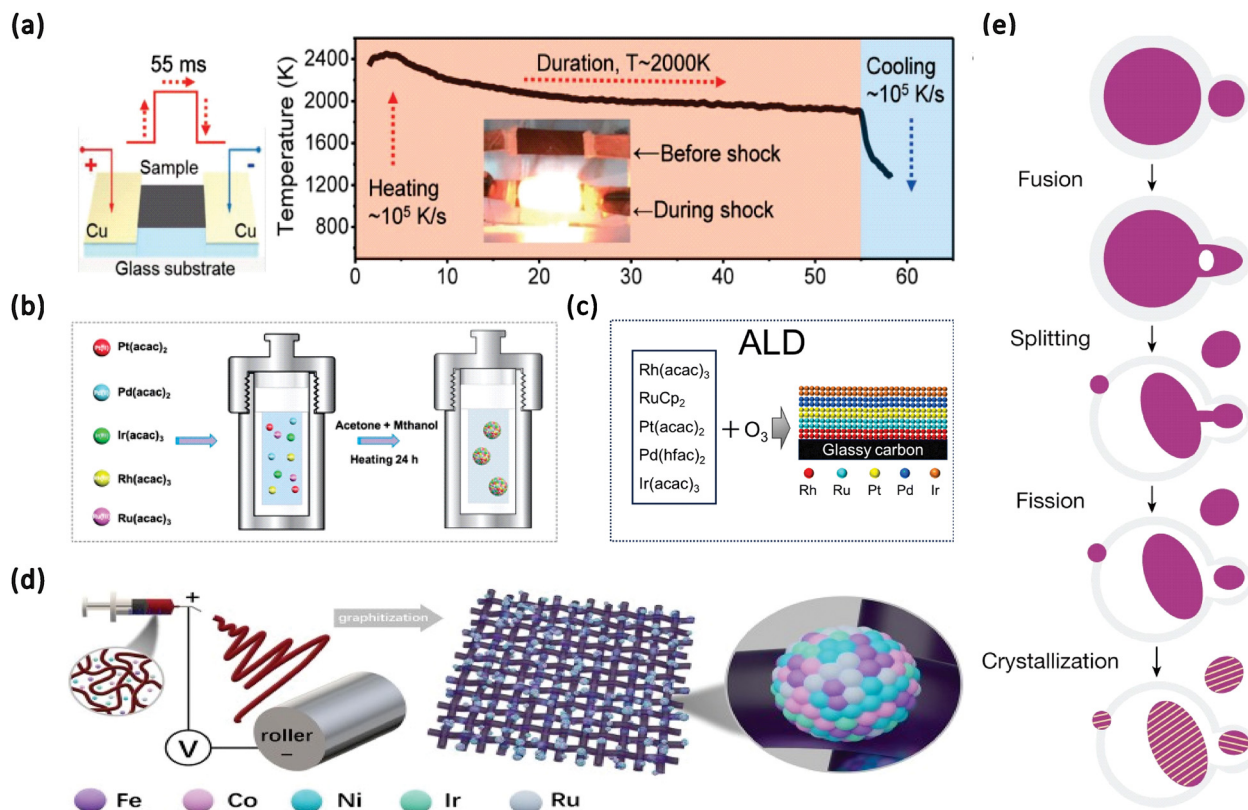 (a)
55 ms
+
Sample
-
Cu
Cu
Glass substrate
Temperature (K)
2400
2000
1600
1200
800
0
10
20
30
40
50
60
Duration, T~2000K
Heating
~10⁵ K/s
←Before shock
←During shock
Cooling
~10⁵ K/s
(b)
Pt(acac)₂
Pd(acac)₂
Ir(acac)₃
Rh(acac)₃
Ru(acac)₃
Acetone + Mthanol
Heating 24 h
(c)
ALD
Rh(acac)₃
RuCp₂
Pt(acac)₂
Pd(hfac)₂
Ir(acac)₃
+ O₃
Glassy carbon
Rh Ru Pt Pd Ir
(d)
+
V
roller
–
graphitization
Fe Co Ni Ir Ru
(e)
Fusion
Splitting
Fission
Crystallization